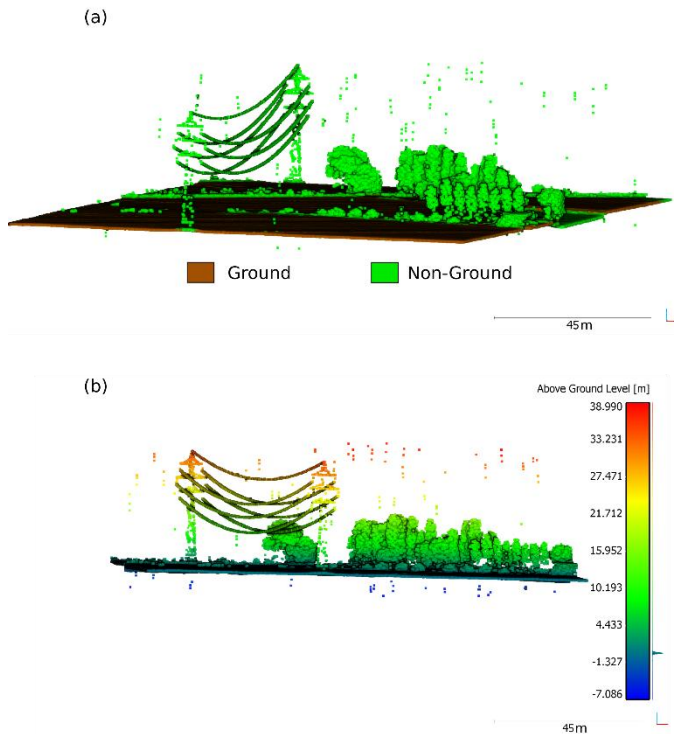 (a)
Ground
Non-Ground
45m
(b)
Above Ground Level [m]
38.990
33.231
27.471
21.712
15.952
10.193
4.433
-1.327
-7.086
45m